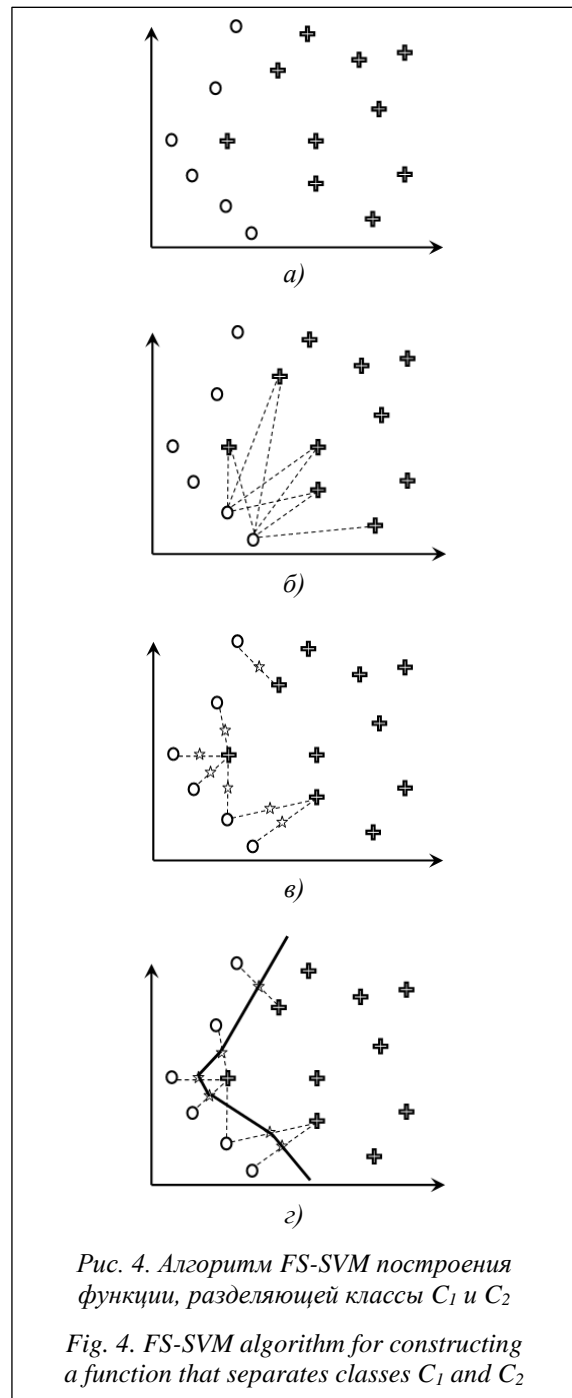 а)
б)
в)
г)
Рис. 4. Алгоритм FS-SVM построения
функции, разделяющей классы C₁ и C₂
Fig. 4. FS-SVM algorithm for constructing
a function that separates classes C₁ and C₂